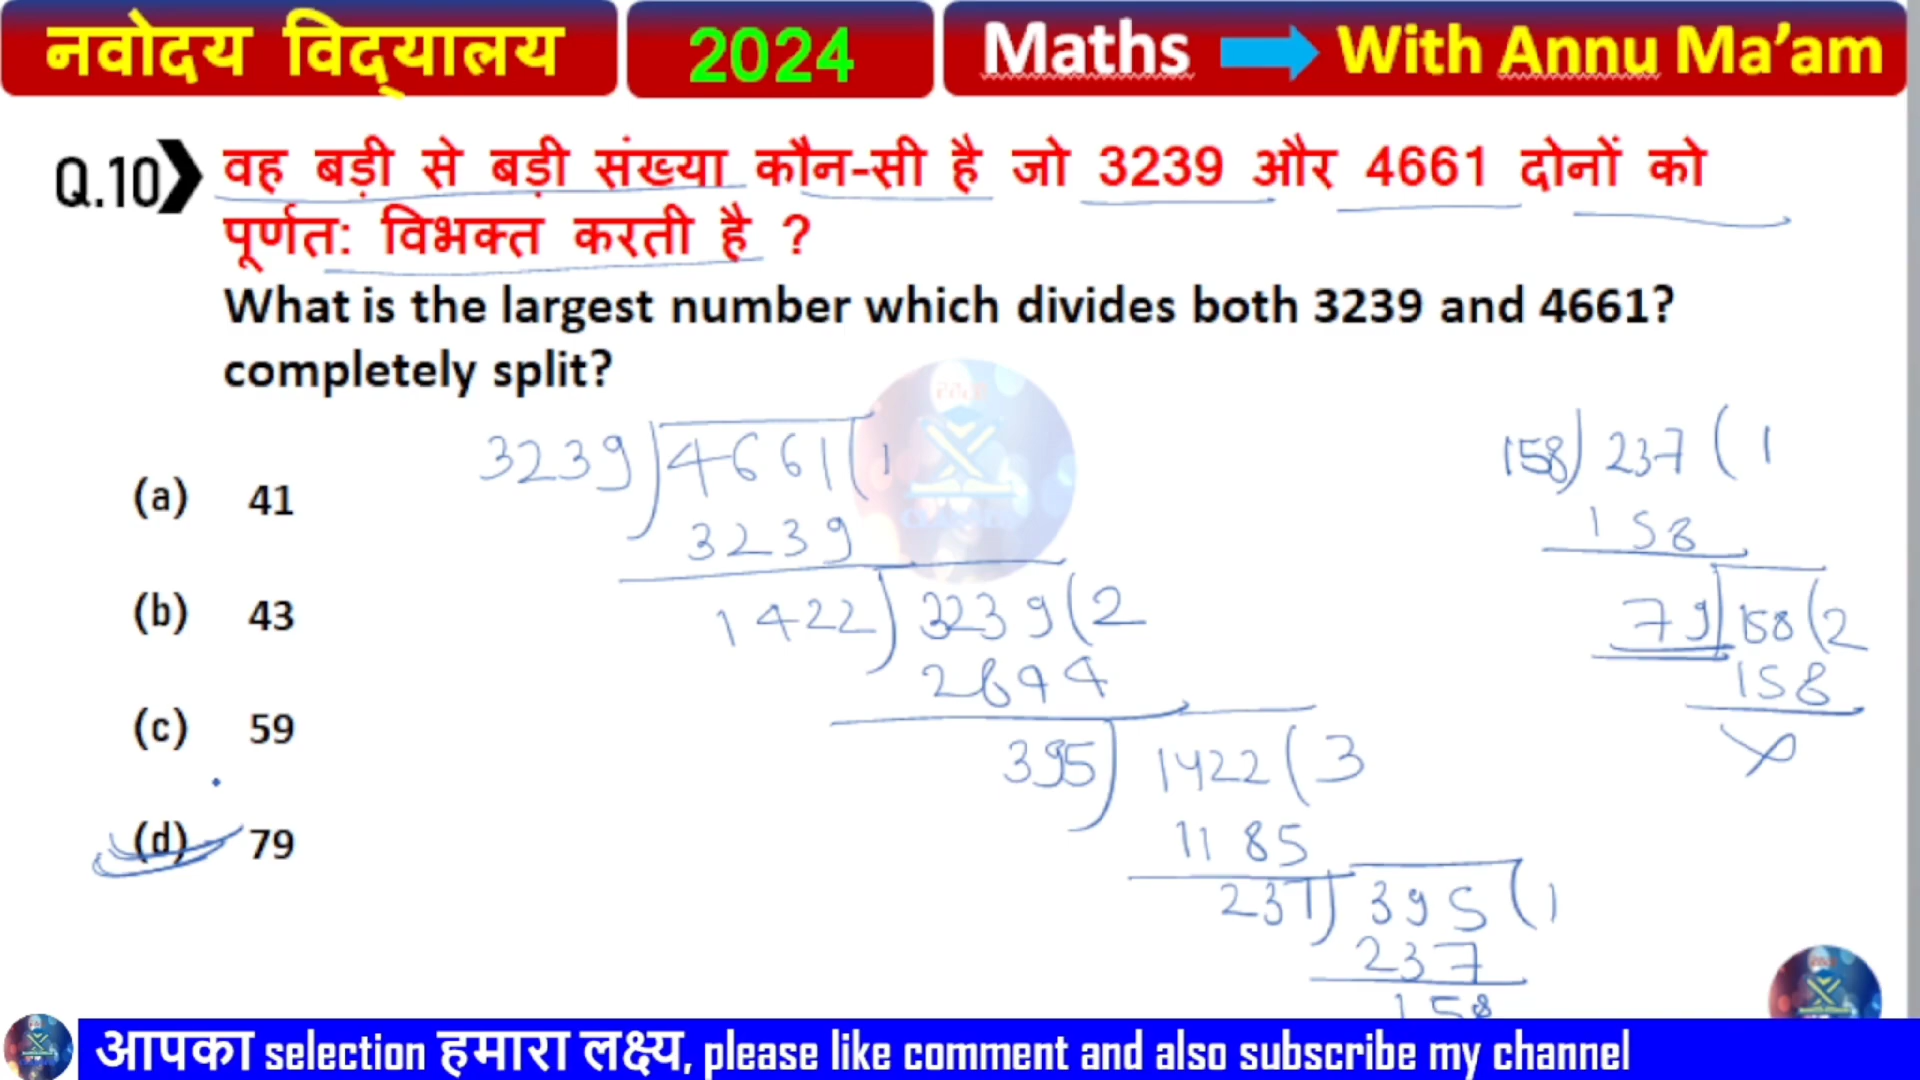 नवोदय विद्यालय 2024 Maths With Annu Ma'am
Q.10 वह बड़ी से बड़ी संख्या कौन-सी है जो 3239 और 4661 दोनों को
पूर्णत: विभक्त करती है ?
What is the largest number which divides both 3239 and 4661?
completely split?
(a) 41
(b) 43
(c) 59
(d) 79
3239)4661(1
3239
1422)3239(2
2844
395)1422(3
1185
237)395(1
237
158
158)237(1
158
79)158(2
158
आपका selection हमारा लक्ष्य, please like comment and also subscribe my channel